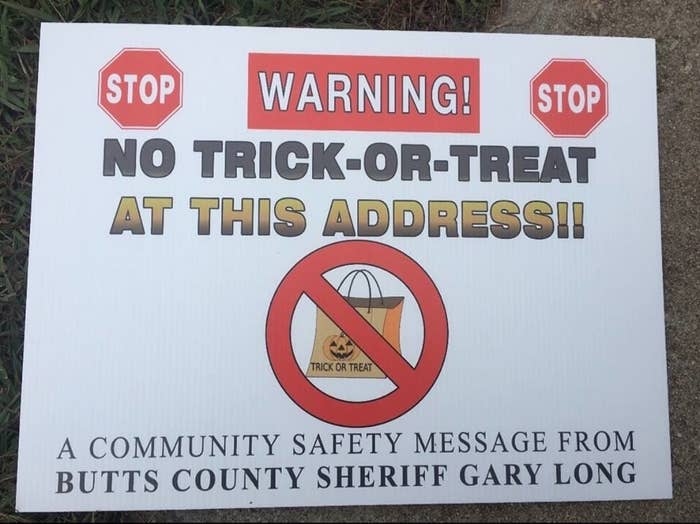 STOP WARNING! STOP
NO TRICK-OR-TREAT
AT THIS ADDRESS!!
TRICK OR TREAT
A COMMUNITY SAFETY MESSAGE FROM
BUTTS COUNTY SHERIFF GARY LONG